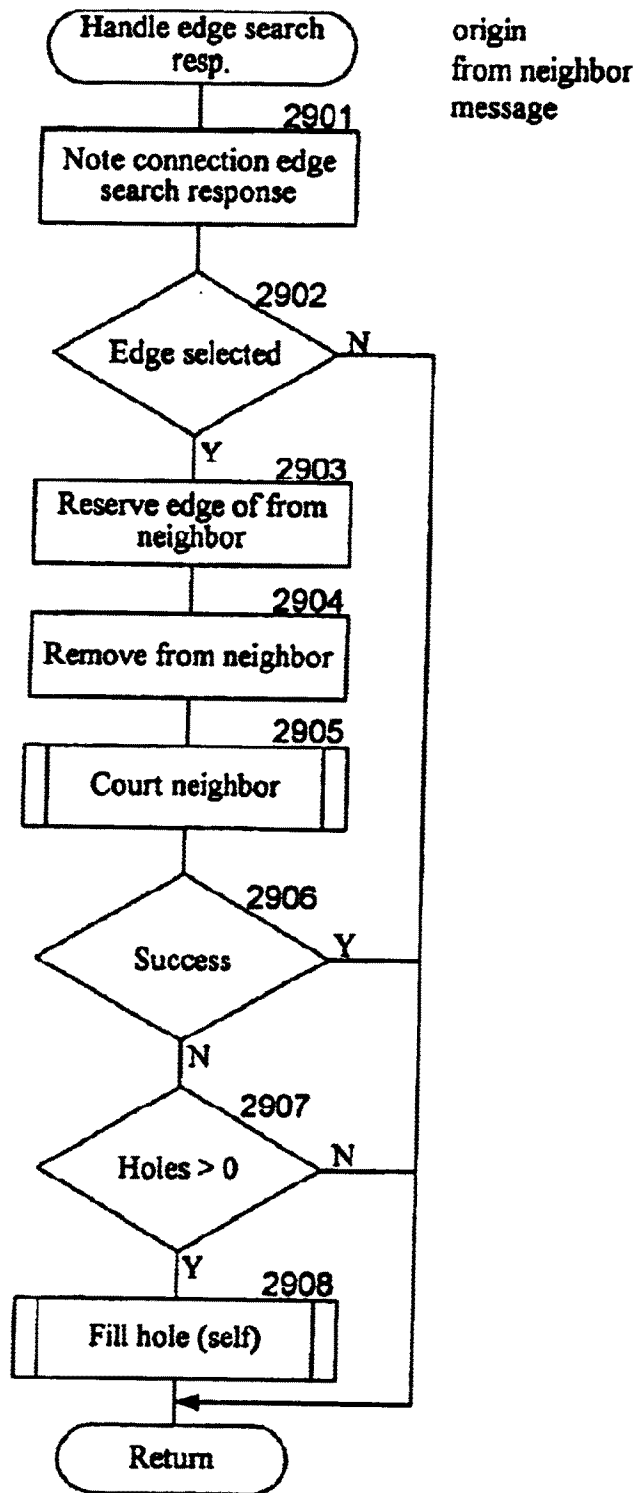 Handle edge search
resp.
origin
from neighbor
message
2901
Note connection edge
search response
2902
Edge selected
N
Y
2903
Reserve edge of from
neighbor
2904
Remove from neighbor
2905
Court neighbor
2906
Success
Y
N
2907
Holes > 0
N
Y
2908
Fill hole (self)
Return